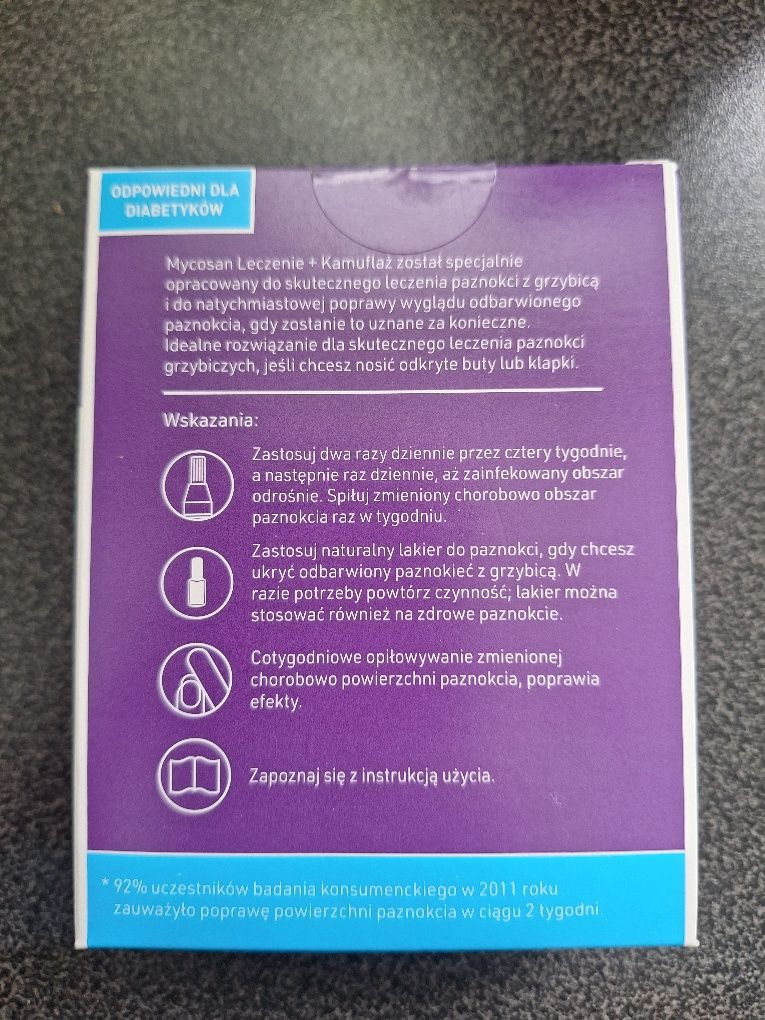 ODPOWIEDNI DLA
DIABETYKÓW
Mycosan Leczenie + Kamuflaż został specjalnie
opracowany do skutecznego leczenia paznokci z grzybicą
i do natychmiastowej poprawy wyglądu odbarwionego
paznokcia, gdy zostanie to uznane za konieczne.
Idealne rozwiązanie dla skutecznego leczenia paznokci
grzybiczych, jeśli chcesz nosić odkryte buty lub klapki.
Wskazania:
Zastosuj dwa razy dziennie przez cztery tygodnie,
a następnie raz dziennie, aż zainfekowany obszar
odrośnie. Spiłuj zmieniony chorobowo obszar
paznokcia raz w tygodniu.
Zastosuj naturalny lakier do paznokci, gdy chcesz
ukryć odbarwiony paznokieć z grzybicą. W
razie potrzeby powtórz czynność; lakier można
stosować również na zdrowe paznokcie.
Cotygodniowe opiłowywanie zmienionej
chorobowo powierzchni paznokcia, poprawia
efekty.
Zapoznaj się z instrukcją użycia.
* 92% uczestników badania konsumenckiego w 2011 roku
zauważyło poprawę powierzchni paznokcia w ciągu 2 tygodni.